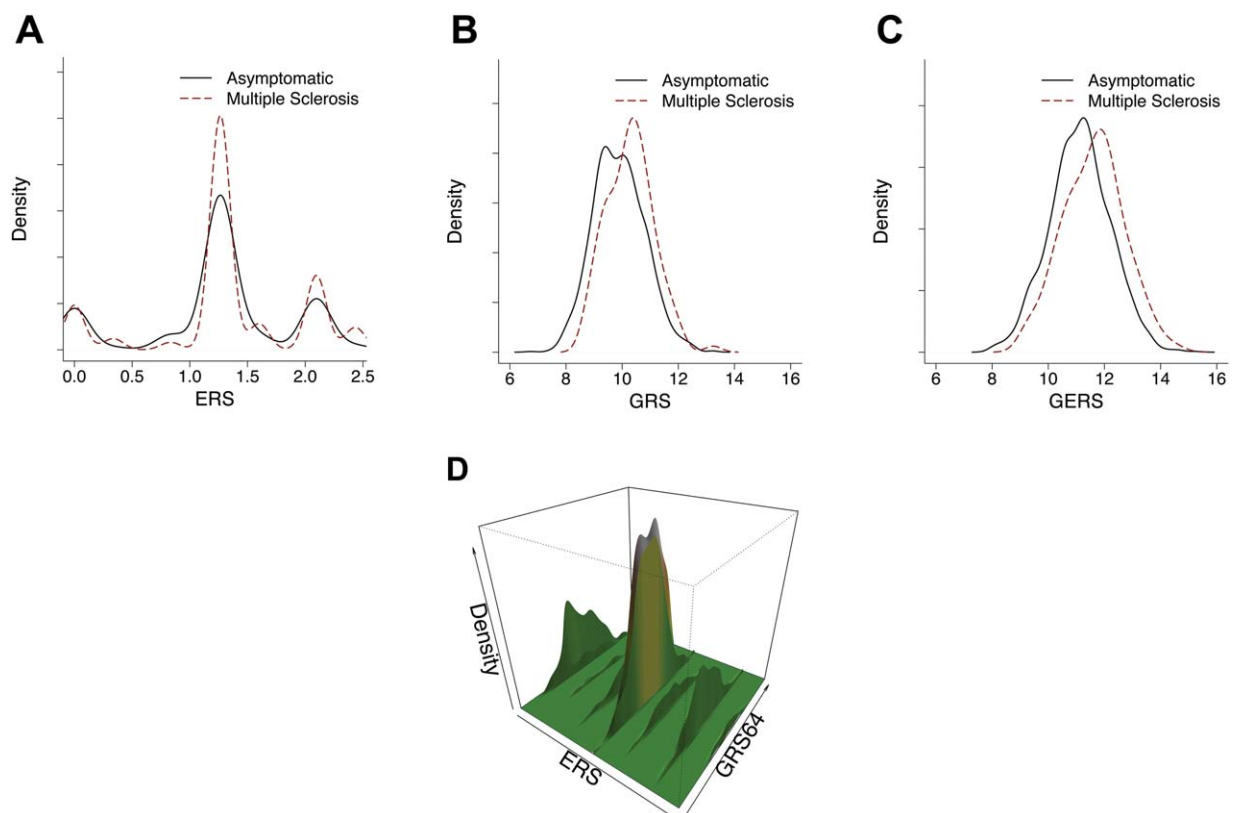 A
Asymptomatic
Multiple Sclerosis
Density
0.0 0.5 1.0 1.5 2.0 2.5
ERS
B
Asymptomatic
Multiple Sclerosis
Density
6 8 10 12 14 16
GRS
C
Asymptomatic
Multiple Sclerosis
Density
6 8 10 12 14 16
GERS
D
Density
ERS
GRS64